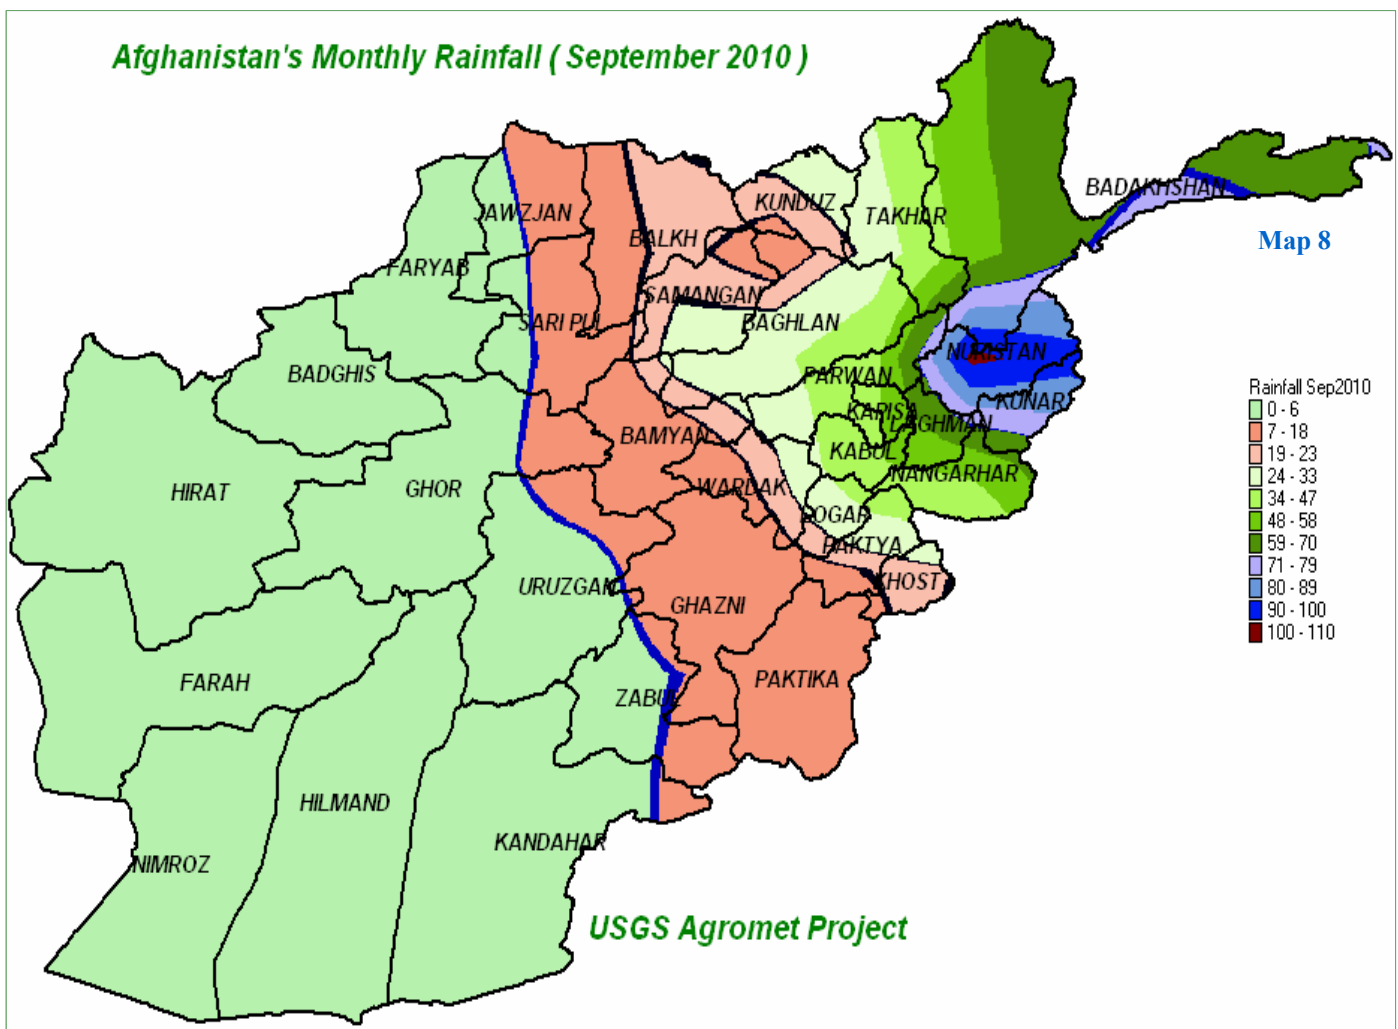 Afghanistan's Monthly Rainfall ( September 2010 )
BADAKHSHAN
KUNDUZ
JAWZJAN
TAKHAR
BALKH
Map 8
FARYAB
SAMANGAN
SARI PUL
BAGHLAN
NURISTAN
BADGHIS
PARWAN
Rainfall Sep2010
0 - 6
7 - 18
19 - 23
24 - 33
34 - 47
48 - 58
59 - 70
71 - 79
80 - 89
90 - 100
100 - 110
KUNAR
KAPISA
LAGHMAN
BAMYAN
KABUL
NANGARHAR
HIRAT
GHOR
WARDAK
LOGAR
PAKTYA
KHOST
URUZGAN
GHAZNI
FARAH
PAKTIKA
ZABUL
HILMAND
KANDAHAR
NIMROZ
USGS Agromet Project